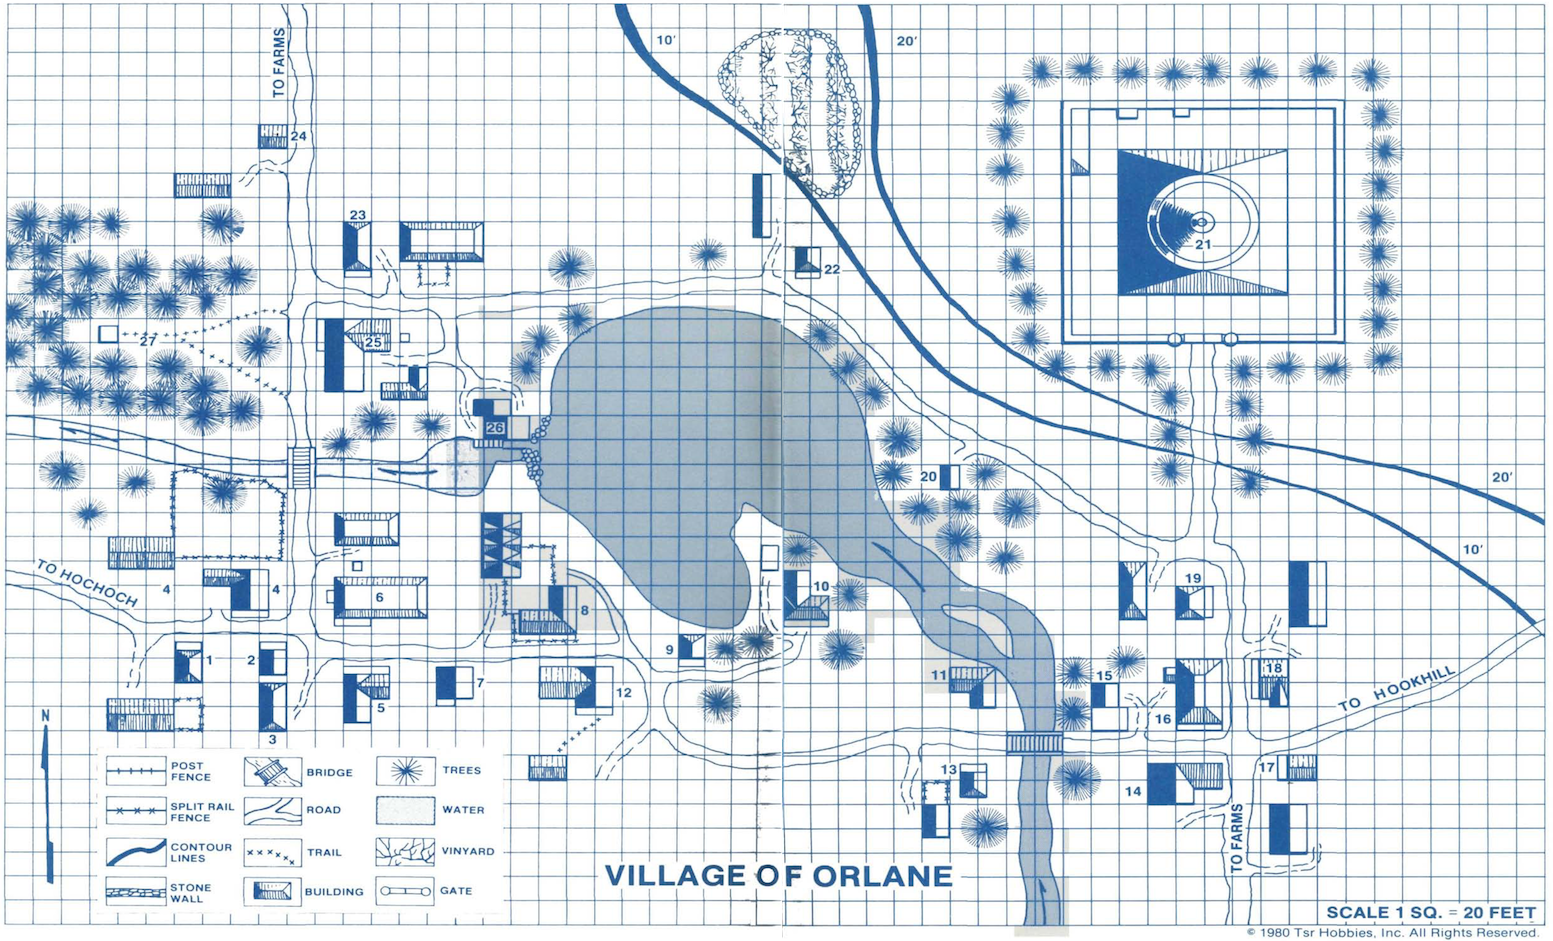 TO FARMS
10'
20'
24
23
22
21
25
27
26
20
20'
10'
TO HOCHOCH
4
4
6
8
10
19
1
2
9
7
5
12
11
15
16
18
TO HOOKHILL
3
N
13
14
17
TO FARMS
POST
FENCE
BRIDGE
TREES
SPLIT RAIL
FENCE
ROAD
WATER
CONTOUR
LINES
TRAIL
VINYARD
STONE
WALL
BUILDING
GATE
VILLAGE OF ORLANE
SCALE 1 SQ. = 20 FEET
© 1980 Tsr Hobbies, Inc. All Rights Reserved.